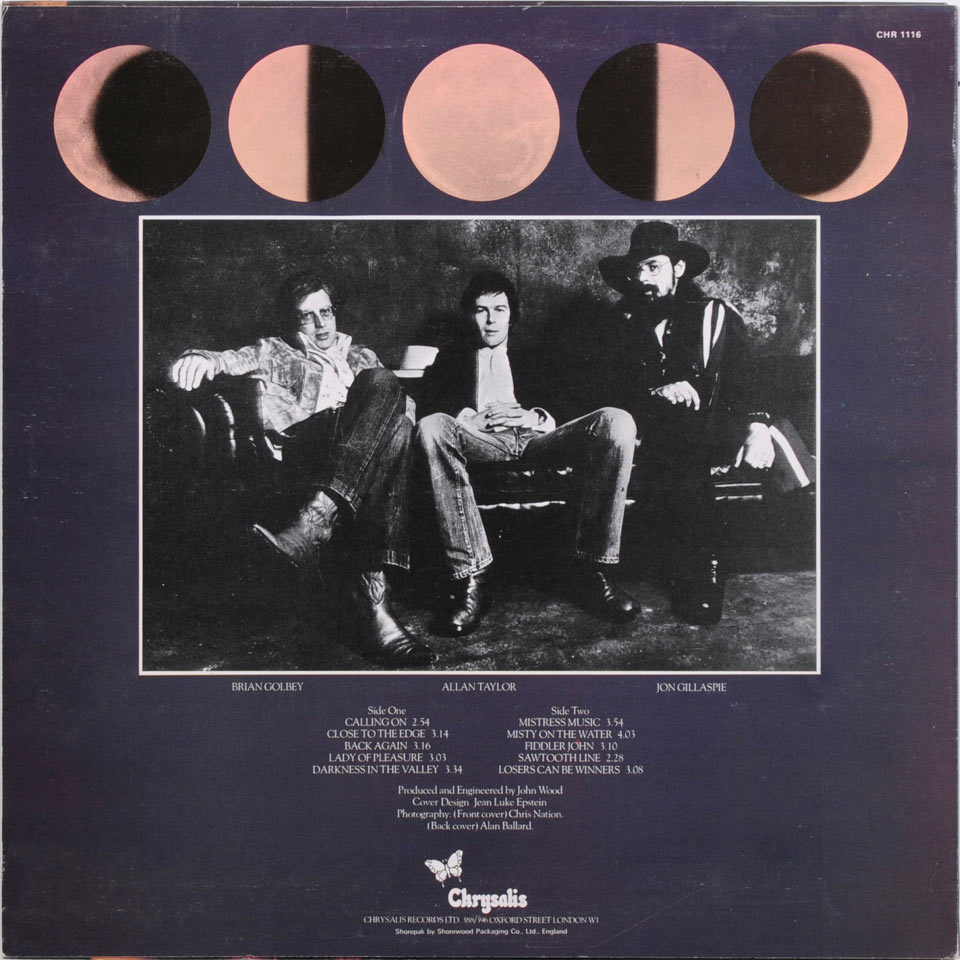 CHR 1116
BRIAN GOLBEY ALLAN TAYLOR JON GILLASPIE
Side One
CALLING ON 2.54
CLOSE TO THE EDGE 3.14
BACK AGAIN 3.16
LADY OF PLEASURE 3.03
DARKNESS IN THE VALLEY 3.34
Side Two
MISTRESS MUSIC 3.54
MISTY ON THE WATER 4.03
FIDDLER JOHN 3.10
SAWTOOTH LINE 2.28
LOSERS CAN BE WINNERS 3.08
Produced and Engineered by John Wood
Cover Design Jean Luke Epstein
Photography: (Front cover) Chris Nation.
(Back cover) Alan Ballard.
Chrysalis
CHRYSALIS RECORDS LTD 388/396 OXFORD STREET LONDON W1
Shorepak by Shorewood Packaging Co., Ltd., England